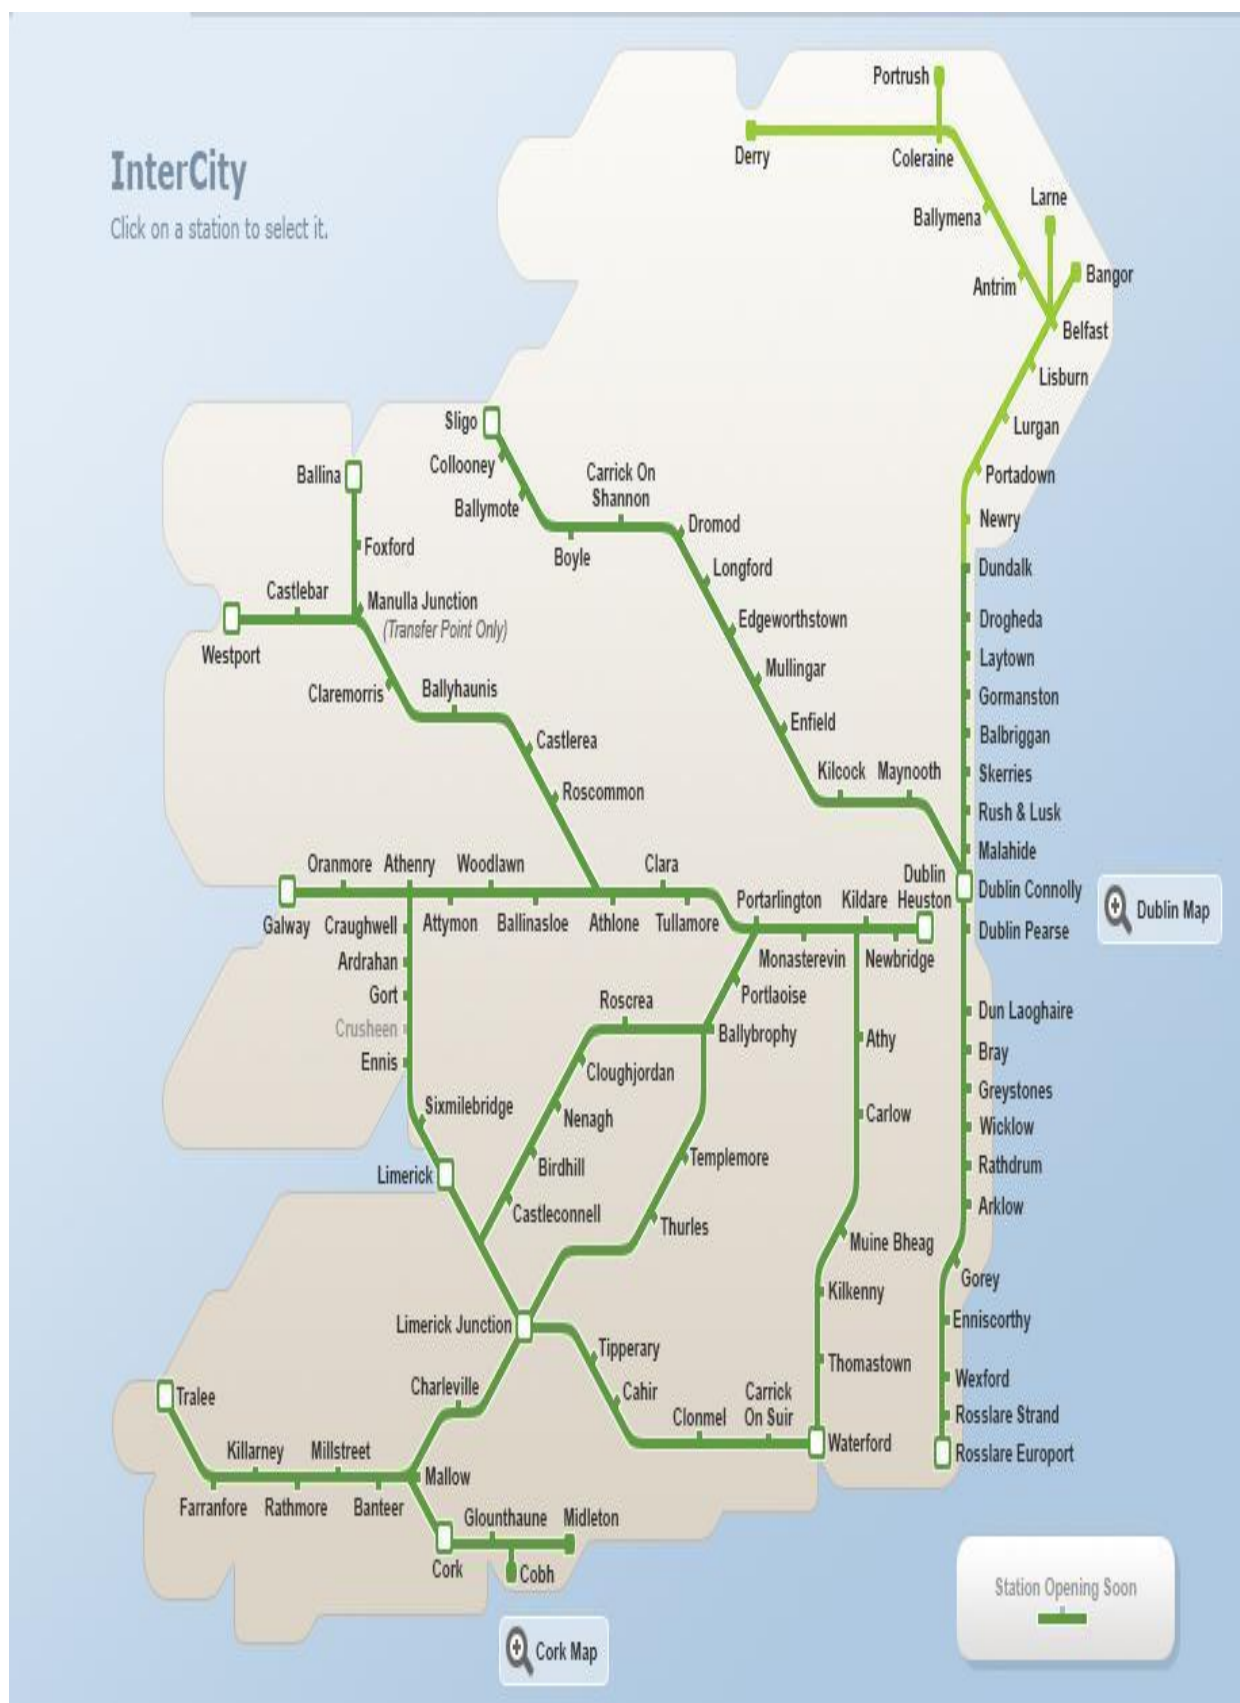 InterCity
Click on a station to select it.
Portrush
Derry
Coleraine
Larne
Ballymena
Bangor
Antrim
Belfast
Lisburn
Lurgan
Portadown
Newry
Sligo
Collooney
Ballymote
Carrick On
Shannon
Boyle
Dromod
Longford
Edgeworthstown
Mullingar
Enfield
Kilcock
Maynooth
Ballina
Foxford
Castlebar
Manulla Junction
(Transfer Point Only)
Westport
Claremorris
Ballyhaunis
Castlerea
Roscommon
Dundalk
Drogheda
Laytown
Gormanston
Balbriggan
Skerries
Rush & Lusk
Malahide
Dublin Connolly
Dublin Pearse
Dublin
Heuston
Dublin Map
Oranmore
Athenry
Woodlawn
Clara
Portarlington
Kildare
Galway
Craughwell
Attymon
Ballinasloe
Athlone
Tullamore
Monasterevin
Newbridge
Ardrahan
Gort
Crusheen
Ennis
Sixmilebridge
Limerick
Roscrea
Portlaoise
Ballybrophy
Cloughjordan
Nenagh
Birdhill
Castleconnell
Templemore
Thurles
Athy
Carlow
Muine Bheag
Kilkenny
Thomastown
Waterford
Dun Laoghaire
Bray
Greystones
Wicklow
Rathdrum
Arklow
Gorey
Enniscorthy
Wexford
Rosslare Strand
Rosslare Europort
Limerick Junction
Tipperary
Cahir
Clonmel
Carrick
On Suir
Charleville
Tralee
Killarney
Millstreet
Mallow
Farranfore
Rathmore
Banteer
Glounthaune
Midleton
Cork
Cobh
Cork Map
Station Opening Soon